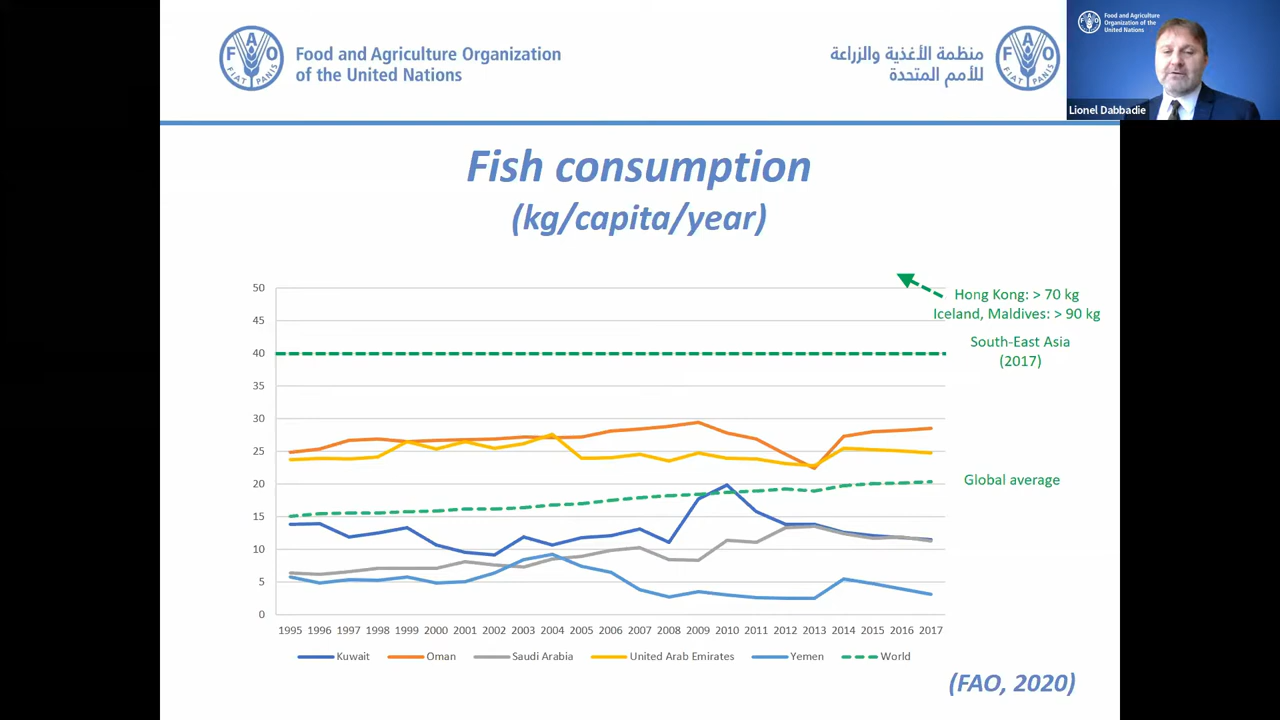 Food and Agriculture Organization
of the United Nations
منظمة الأغذية والزراعة
للأمم المتحدة
F A O
FIAT PANIS
F A O
FIAT PANIS
Food and Agriculture
Organization of the
United Nations
Lionel Dabbadie
Fish consumption
(kg/capita/year)
50
45
40
35
30
25
20
15
10
5
0
Hong Kong: > 70 kg
Iceland, Maldives: > 90 kg
South-East Asia
(2017)
Global average
1995 1996 1997 1998 1999 2000 2001 2002 2003 2004 2005 2006 2007 2008 2009 2010 2011 2012 2013 2014 2015 2016 2017
Kuwait Oman Saudi Arabia United Arab Emirates Yemen World
(FAO, 2020)